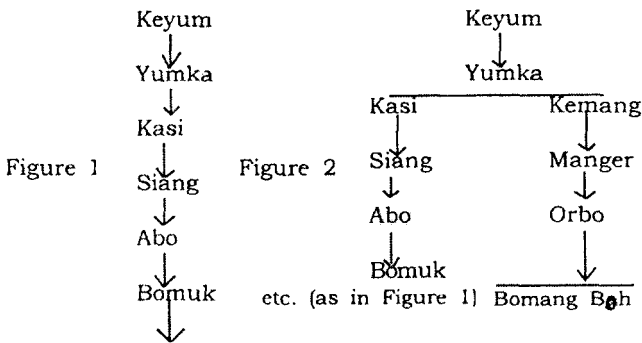 Keyum Keyum
Yumka Yumka
Kasi Kasi Kemang
Figure 1 Siang Figure 2 Siang Manger
Abo Abo Orbo
Bomuk Bomuk
etc. (as in Figure 1) Bomang